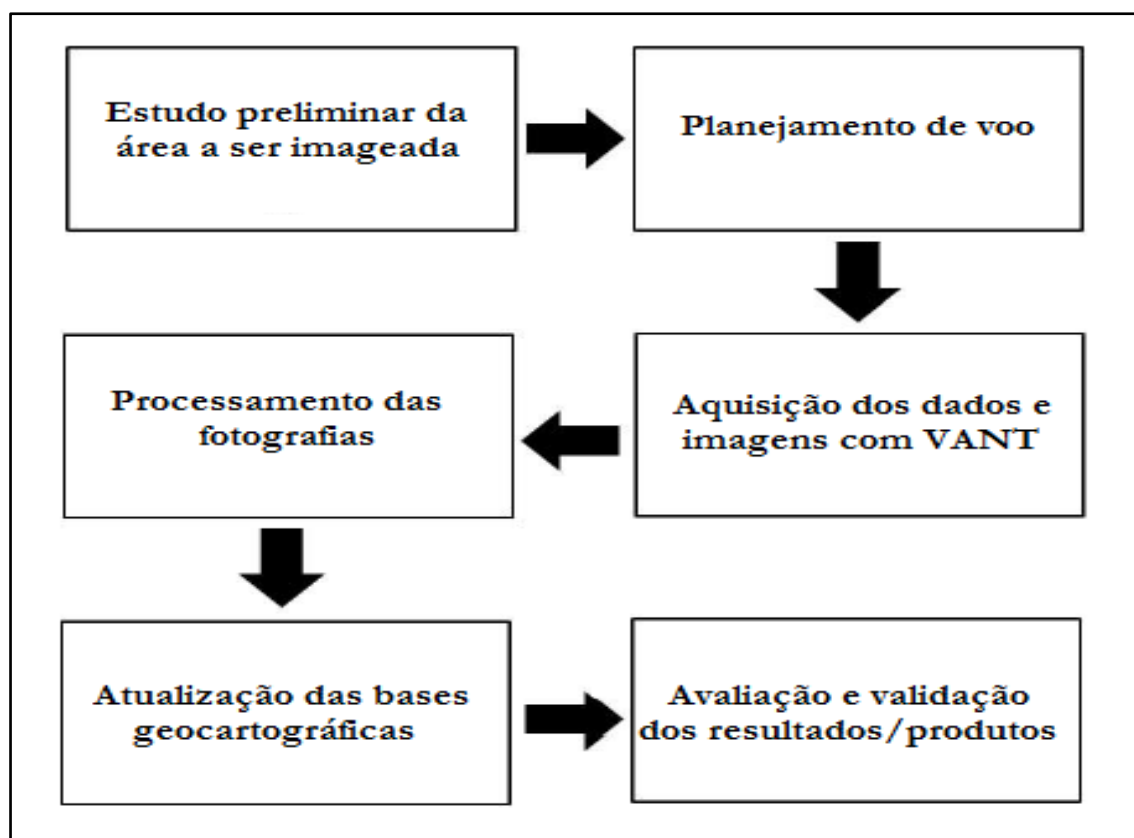 Estudo preliminar da
área a ser imageada
Planejamento de voo
Aquisição dos dados e
imagens com VANT
Processamento das
fotografias
Atualização das bases
geocartográficas
Avaliação e validação
dos resultados/produtos